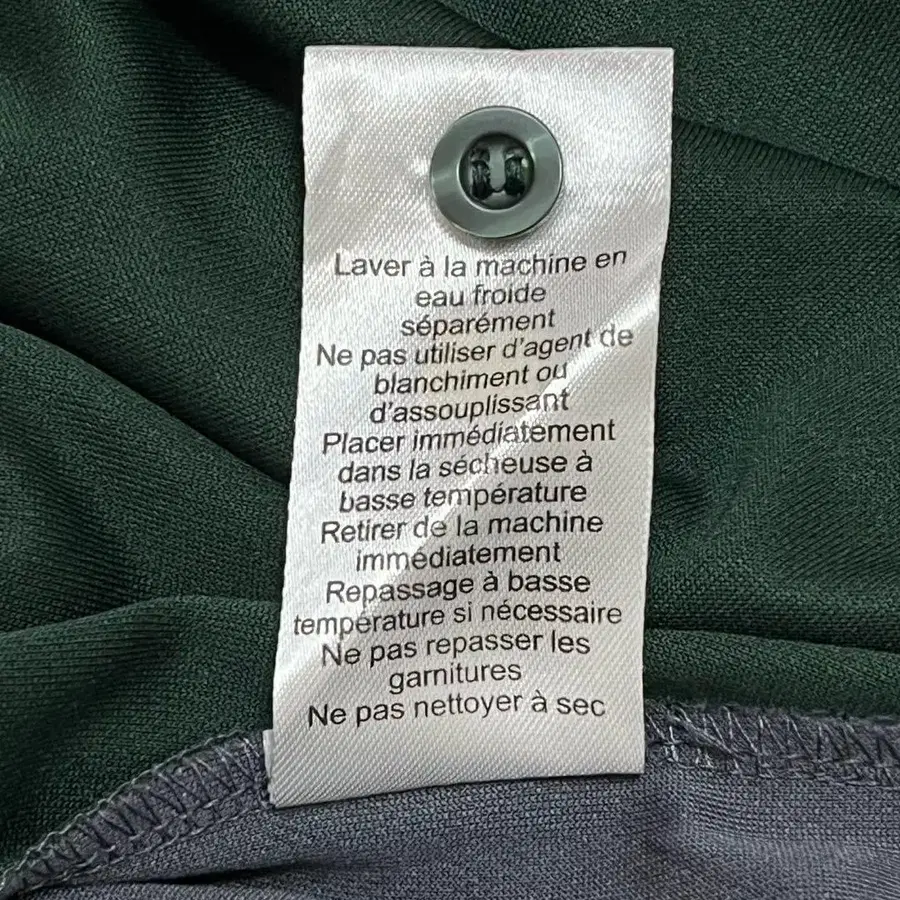 Laver à la machine en
eau froide
séparément
Ne pas utiliser d'agent de
blanchiment ou
d'assouplissant
Placer immédiatement
dans la sécheuse à
basse température
Retirer de la machine
immédiatement
Repassage à basse
température si nécessaire
Ne pas repasser les
garnitures
Ne pas nettoyer à sec